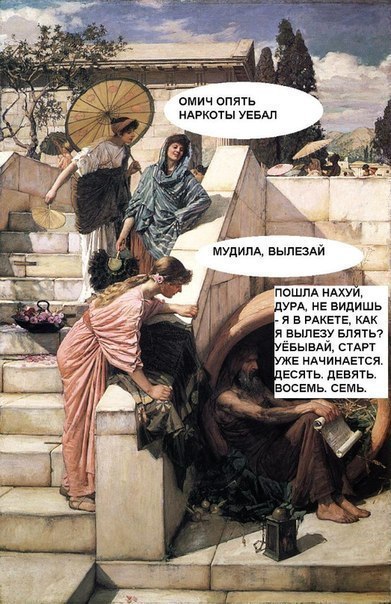 ОМИЧ ОПЯТЬ
НАРКОТЫ УЕБАЛ
МУДИЛА, ВЫЛЕЗАЙ
ПОШЛА НАХУЙ,
ДУРА, НЕ ВИДИШЬ
- Я В РАКЕТЕ, КАК
Я ВЫЛЕЗУ БЛЯТЬ?
УЁБЫВАЙ, СТАРТ
УЖЕ НАЧИНАЕТСЯ.
ДЕСЯТЬ. ДЕВЯТЬ.
ВОСЕМЬ. СЕМЬ.